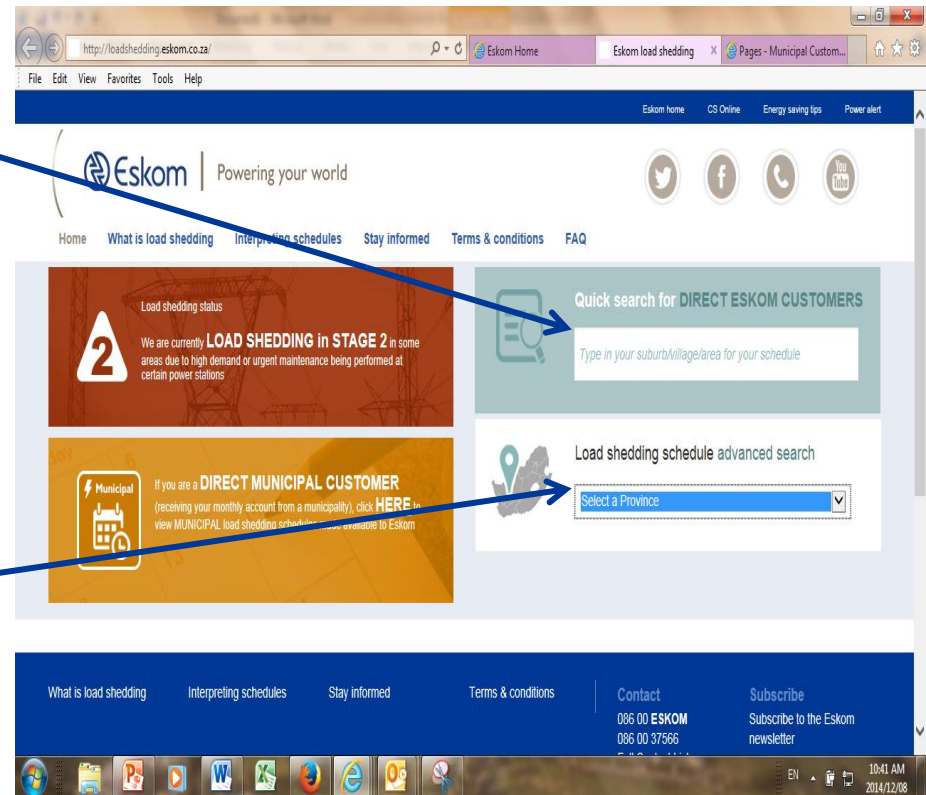 http://loadshedding.eskom.co.za/
Eskom Home
Eskom load shedding
Pages - Municipal Custom...
File Edit View Favorites Tools Help
Eskom home CS Online Energy saving tips Power alert
Eskom Powering your world
You
Tube
Home What is load shedding Interpreting schedules Stay informed Terms & conditions FAQ
Load shedding status
2
We are currently LOAD SHEDDING in STAGE 2 in some
areas due to high demand or urgent maintenance being performed at
certain power stations
Quick search for DIRECT ESKOM CUSTOMERS
Type in your suburb/village/area for your schedule
Municipal
If you are a DIRECT MUNICIPAL CUSTOMER
(receiving your monthly account from a municipality), click HERE to
view MUNICIPAL load shedding schedules made available to Eskom
Load shedding schedule advanced search
Select a Province
What is load shedding Interpreting schedules Stay informed Terms & conditions
Contact
086 00 ESKOM
086 00 37566
Subscribe
Subscribe to the Eskom
newsletter
EN
10:41 AM
2014/12/08